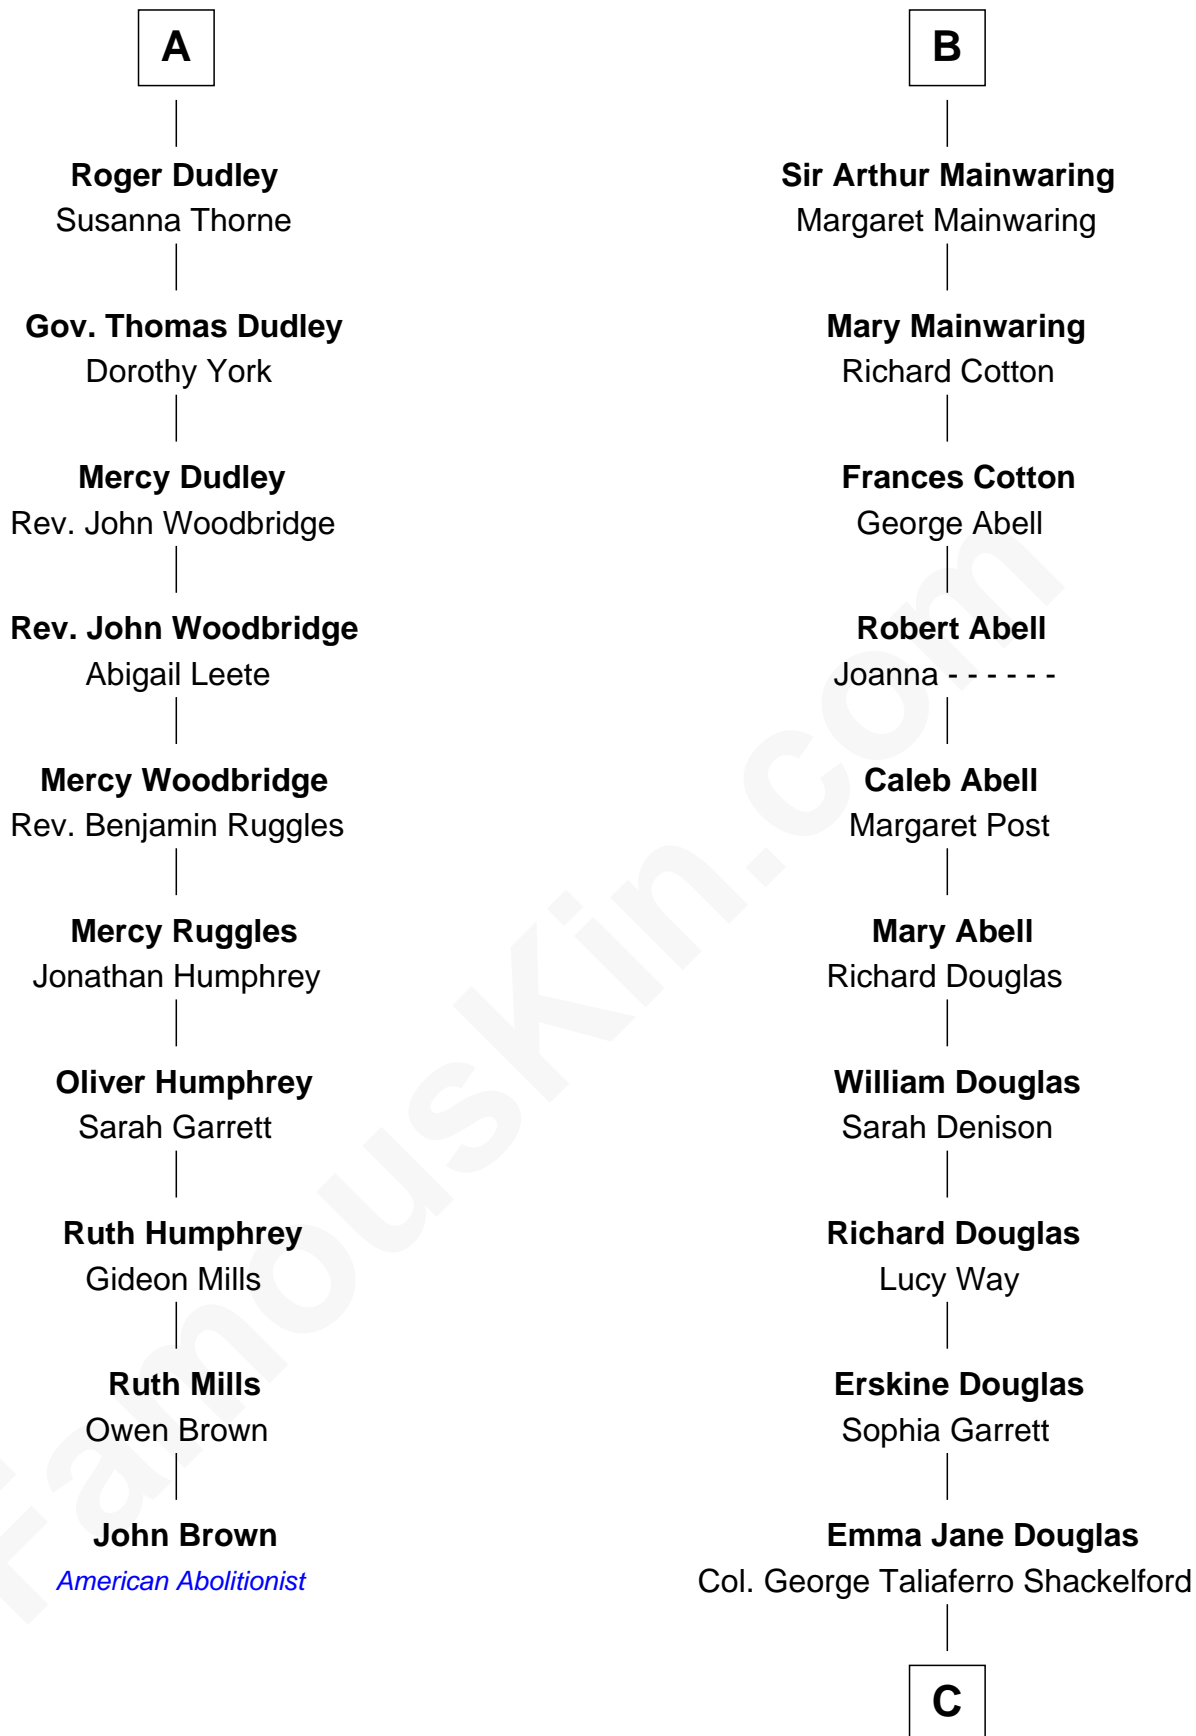 A
Roger Dudley
Susanna Thorne
Gov. Thomas Dudley
Dorothy York
Mercy Dudley
Rev. John Woodbridge
Rev. John Woodbridge
Abigail Leete
Mercy Woodbridge
Rev. Benjamin Ruggles
Mercy Ruggles
Jonathan Humphrey
Oliver Humphrey
Sarah Garrett
Ruth Humphrey
Gideon Mills
Ruth Mills
Owen Brown
John Brown
American Abolitionist
B
Sir Arthur Mainwaring
Margaret Mainwaring
Mary Mainwaring
Richard Cotton
Frances Cotton
George Abell
Robert Abell
Joanna - - - - - -
Caleb Abell
Margaret Post
Mary Abell
Richard Douglas
William Douglas
Sarah Denison
Richard Douglas
Lucy Way
Erskine Douglas
Sophia Garrett
Emma Jane Douglas
Col. George Taliaferro Shackelford
C
FamousKin.com